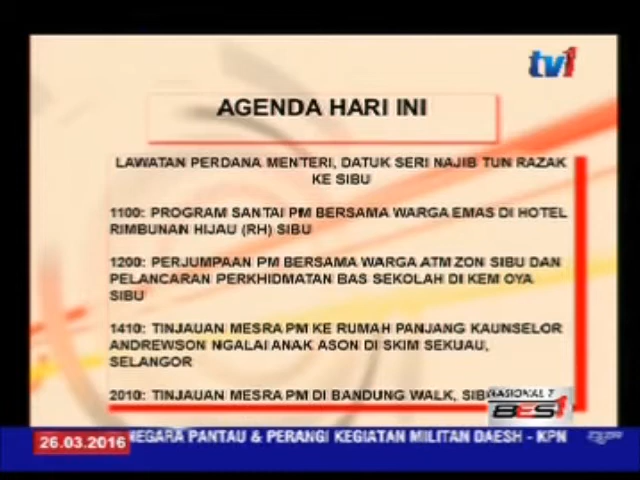 tv1
AGENDA HARI INI
LAWATAN PERDANA MENTERI, DATUK SERI NAJIB TUN RAZAK
KE SIBU
1100: PROGRAM SANTAI PM BERSAMA WARGA EMAS DI HOTEL
RIMBUNAN HIJAU (RH) SIBU
1200: PERJUMPAAN PM BERSAMA WARGA ATM ZON SIBU DAN
PELANCARAN PERKHIDMATAN BAS SEKOLAH DI KEM OYA
SIBU
1410: TINJAUAN MESRA PM KE RUMAH PANJANG KAUNSELOR
ANDREWSON NGALAI ANAK ASON DI SKIM SEKUAU,
SELANGOR
2010: TINJAUAN MESRA PM DI BANDUNG WALK,
NASIONAL 7
BES1
26.03.2016
NEGARA PANTAU & PERANGI KEGIATAN MILITAN DAESH - KPN